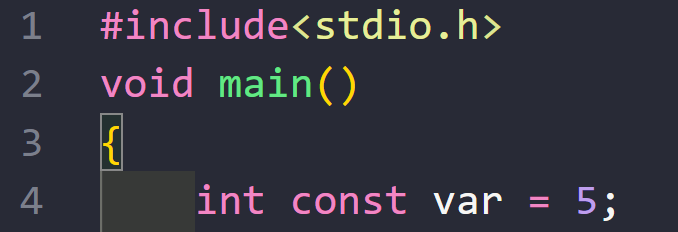 1 #include<stdio.h>
2 void main()
3 {
4 int const var = 5;